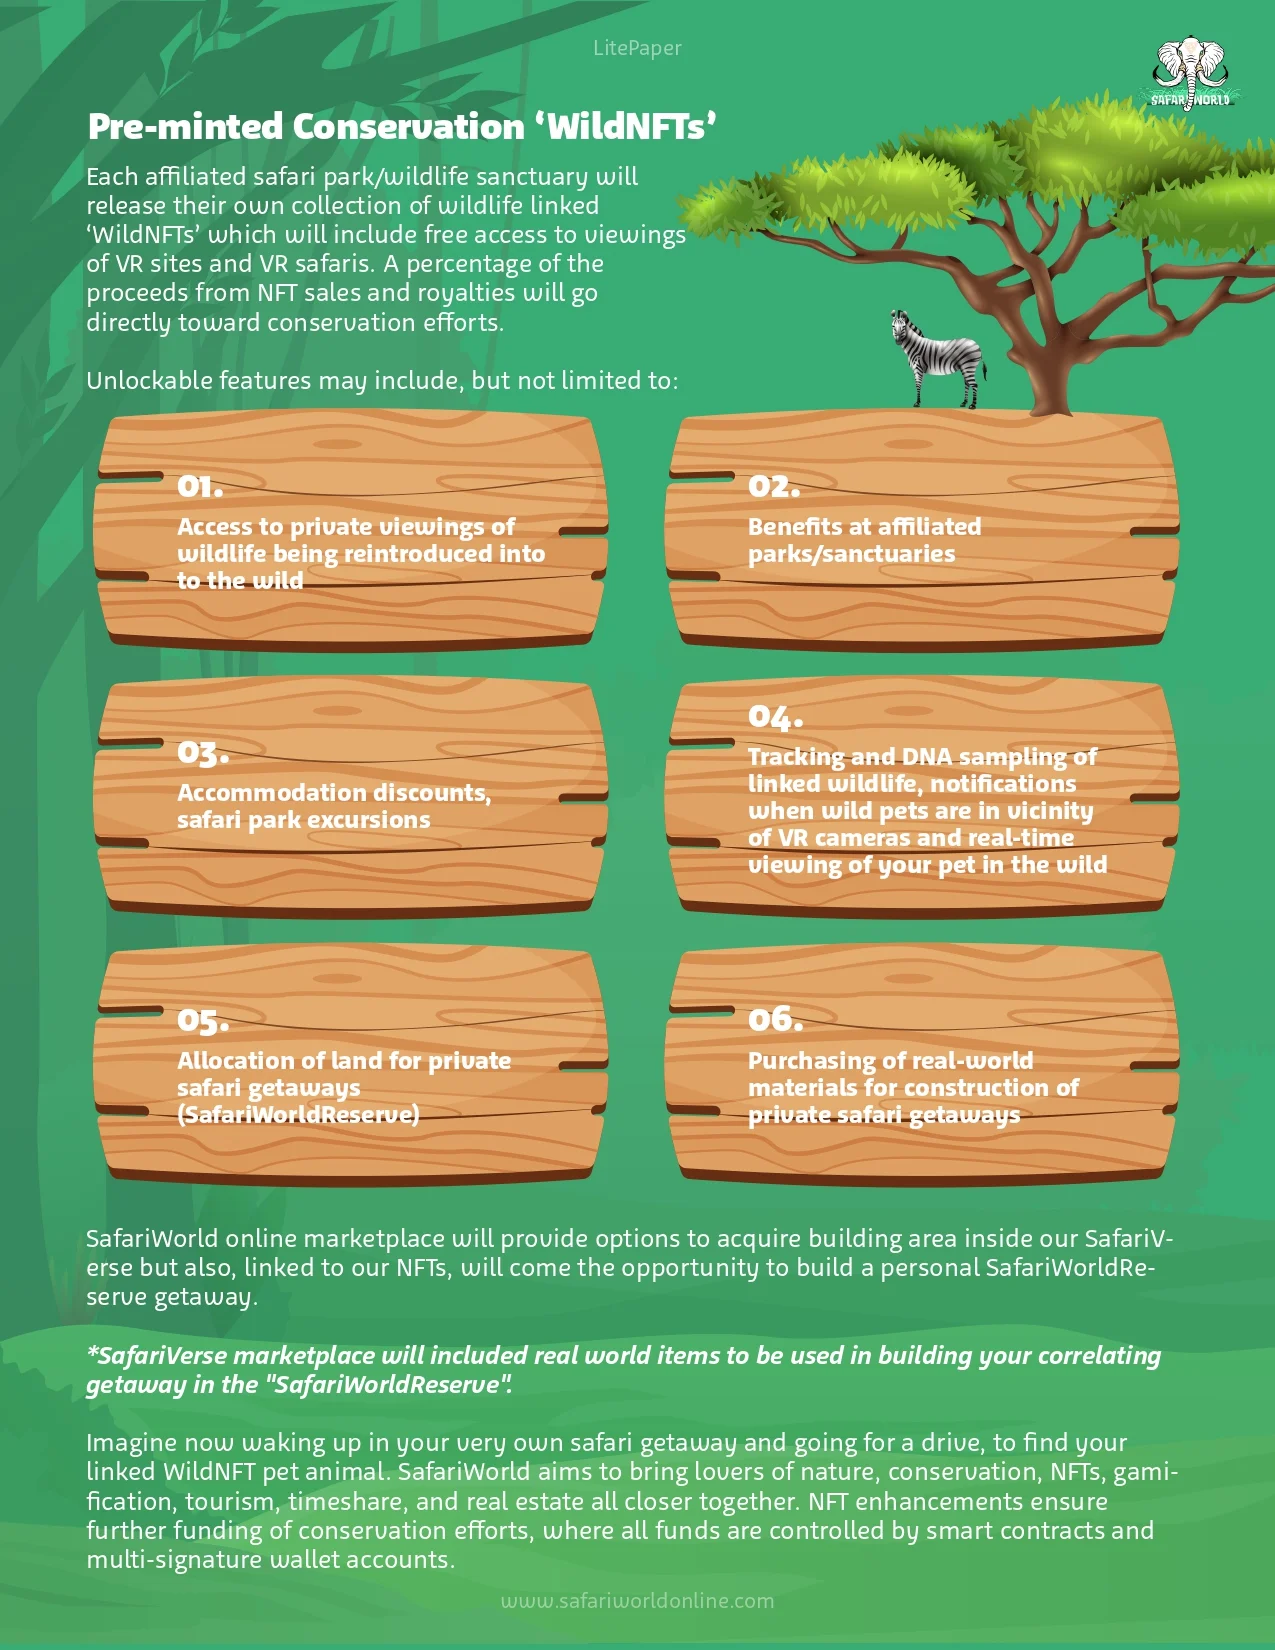 LitePaper
SAFARI WORLD
Pre-minted Conservation ‘WildNFTs’
Each affiliated safari park/wildlife sanctuary will
release their own collection of wildlife linked
‘WildNFTs’ which will include free access to viewings
of VR sites and VR safaris. A percentage of the
proceeds from NFT sales and royalties will go
directly toward conservation efforts.
Unlockable features may include, but not limited to:
01.
Access to private viewings of
wildlife being reintroduced into
to the wild
02.
Benefits at affiliated
parks/sanctuaries
03.
Accommodation discounts,
safari park excursions
04.
Tracking and DNA sampling of
linked wildlife, notifications
when wild pets are in vicinity
of VR cameras and real-time
viewing of your pet in the wild
05.
Allocation of land for private
safari getaways
(SafariWorldReserve)
06.
Purchasing of real-world
materials for construction of
private safari getaways
SafariWorld online marketplace will provide options to acquire building area inside our SafariV-
erse but also, linked to our NFTs, will come the opportunity to build a personal SafariWorldRe-
serve getaway.
*SafariVerse marketplace will included real world items to be used in building your correlating
getaway in the "SafariWorldReserve".
Imagine now waking up in your very own safari getaway and going for a drive, to find your
linked WildNFT pet animal. SafariWorld aims to bring lovers of nature, conservation, NFTs, gami-
fication, tourism, timeshare, and real estate all closer together. NFT enhancements ensure
further funding of conservation efforts, where all funds are controlled by smart contracts and
multi-signature wallet accounts.
www.safariworldonline.com